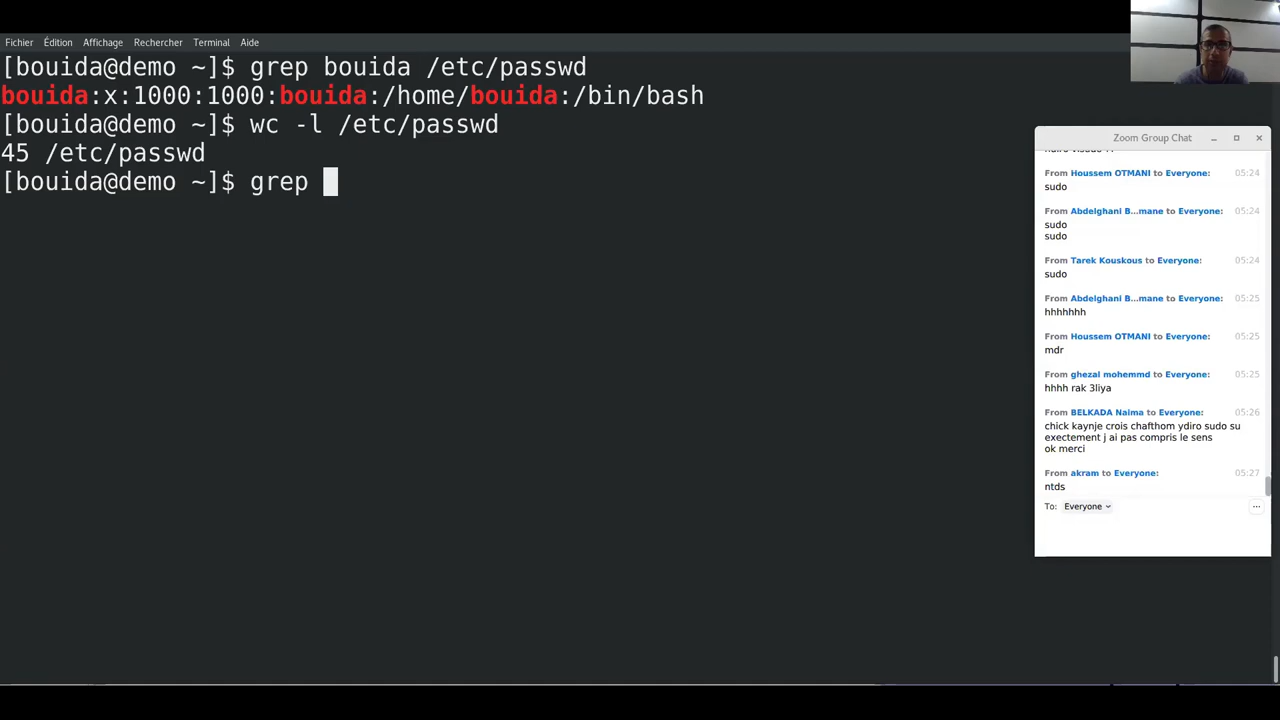 Fichier Édition Affichage Rechercher Terminal Aide
[bouida@demo ~]$ grep bouida /etc/passwd
bouida:x:1000:1000:bouida:/home/bouida:/bin/bash
[bouida@demo ~]$ wc -l /etc/passwd
45 /etc/passwd
[bouida@demo ~]$ grep
Zoom Group Chat
From Houssem OTMANI to Everyone: 05:24
sudo
From Abdelghani B...mane to Everyone: 05:24
sudo
sudo
From Tarek Kouskous to Everyone: 05:24
sudo
From Abdelghani B...mane to Everyone: 05:25
hhhhhhh
From Houssem OTMANI to Everyone: 05:25
mdr
From ghezal mohemmd to Everyone: 05:25
hhhh rak 3liya
From BELKADA Naima to Everyone: 05:26
chick kaynje crois chafthom ydiro sudo su
exectement j ai pas compris le sens
ok merci
From akram to Everyone: 05:27
ntds
To: Everyone